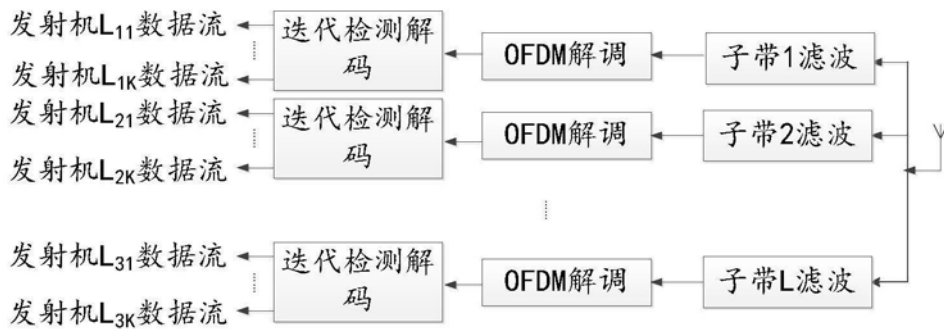 发射机L11数据流
迭代检测解码
OFDM解调
子带1滤波
发射机L1K数据流
发射机L21数据流
迭代检测解码
OFDM解调
子带2滤波
发射机L2K数据流
发射机L31数据流
迭代检测解码
OFDM解调
子带L滤波
发射机L3K数据流